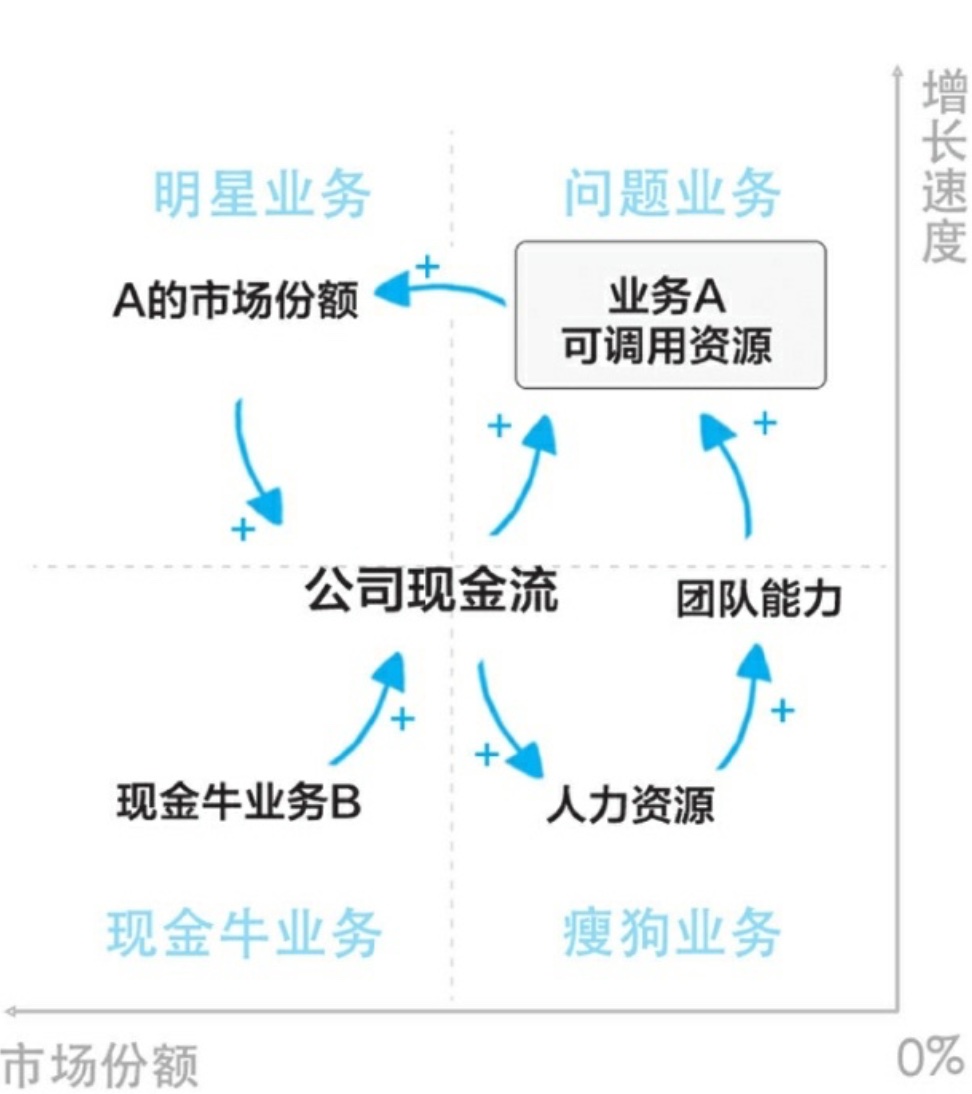 增长速度
明星业务
问题业务
+
A的市场份额
业务A
可调用资源
+
+
+
公司现金流
团队能力
+
+
+
现金牛业务B
人力资源
现金牛业务
瘦狗业务
市场份额
0%